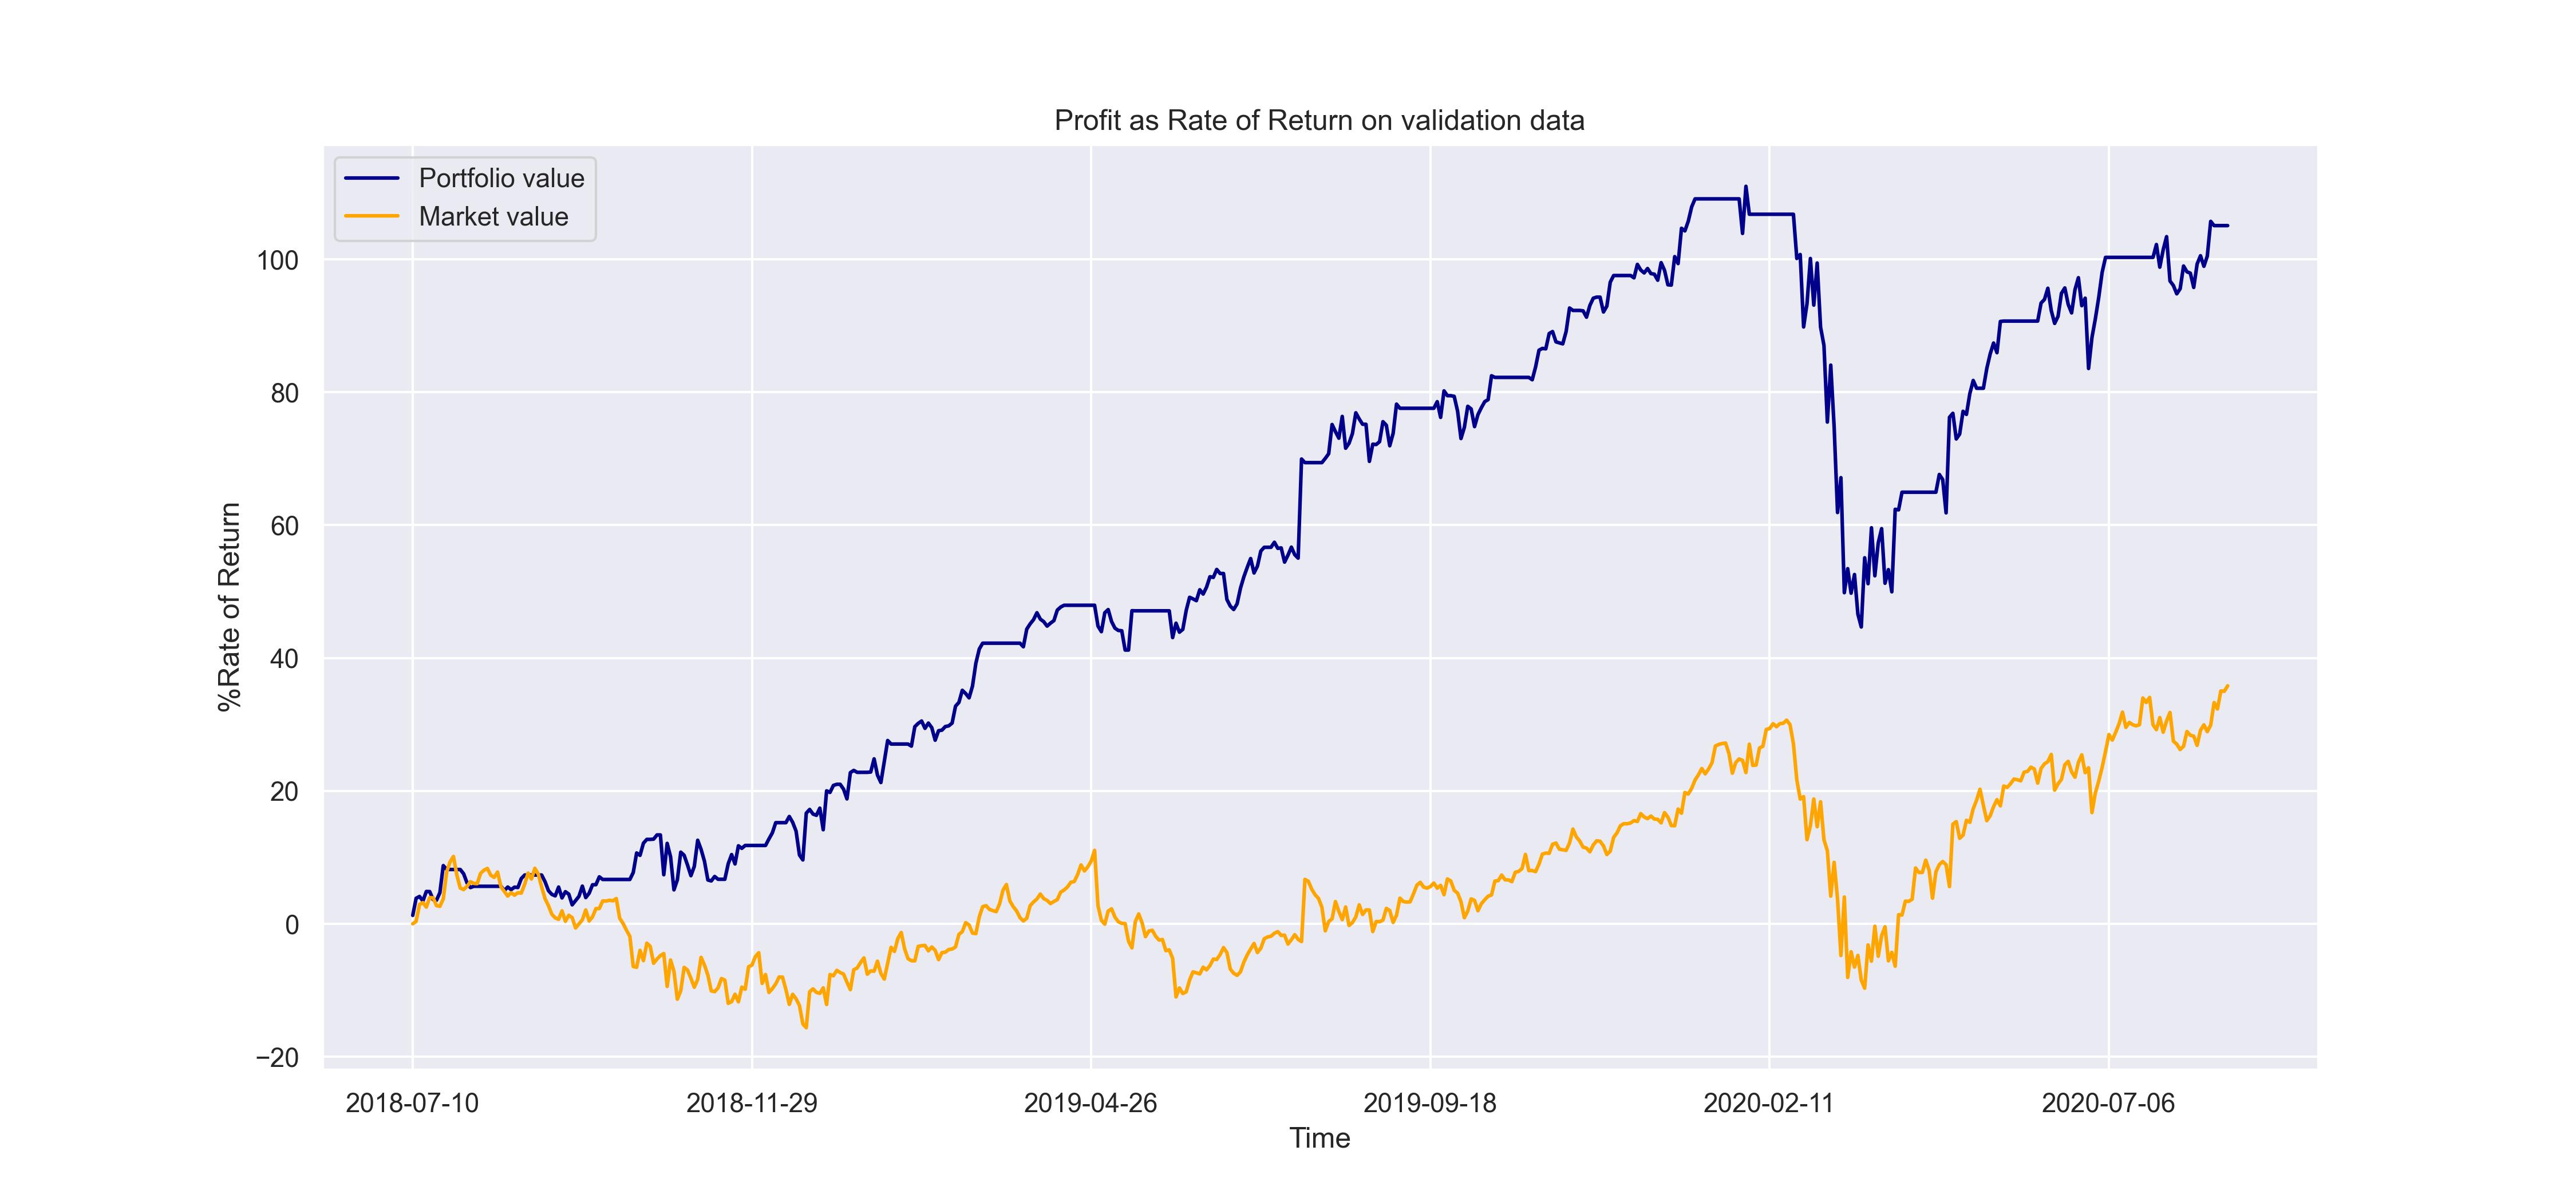 Profit as Rate of Return on validation data
Portfolio value
Market value
%Rate of Return
100
80
60
40
20
0
−20
2018-07-10 2018-11-29 2019-04-26 2019-09-18 2020-02-11 2020-07-06
Time